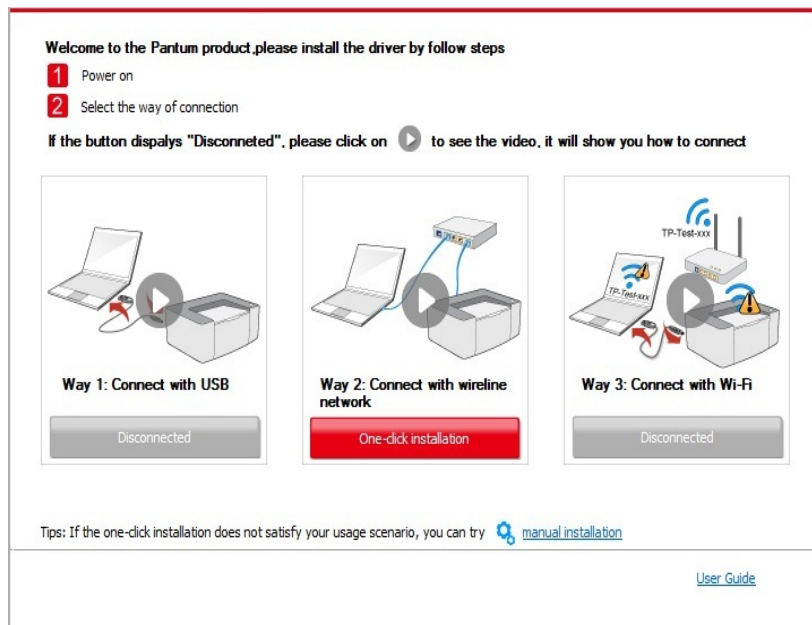 Welcome to the Pantum product,please install the driver by follow steps
1 Power on
2 Select the way of connection
If the button dispalys "Disconneted", please click on to see the video, it will show you how to connect
TP-Test-xxx
TP-Test-xxx
Way 1: Connect with USB
Disconnected
Way 2: Connect with wireline
network
One-click installation
Way 3: Connect with Wi-Fi
Disconnected
Tips: If the one-click installation does not satisfy your usage scenario, you can try manual installation
User Guide